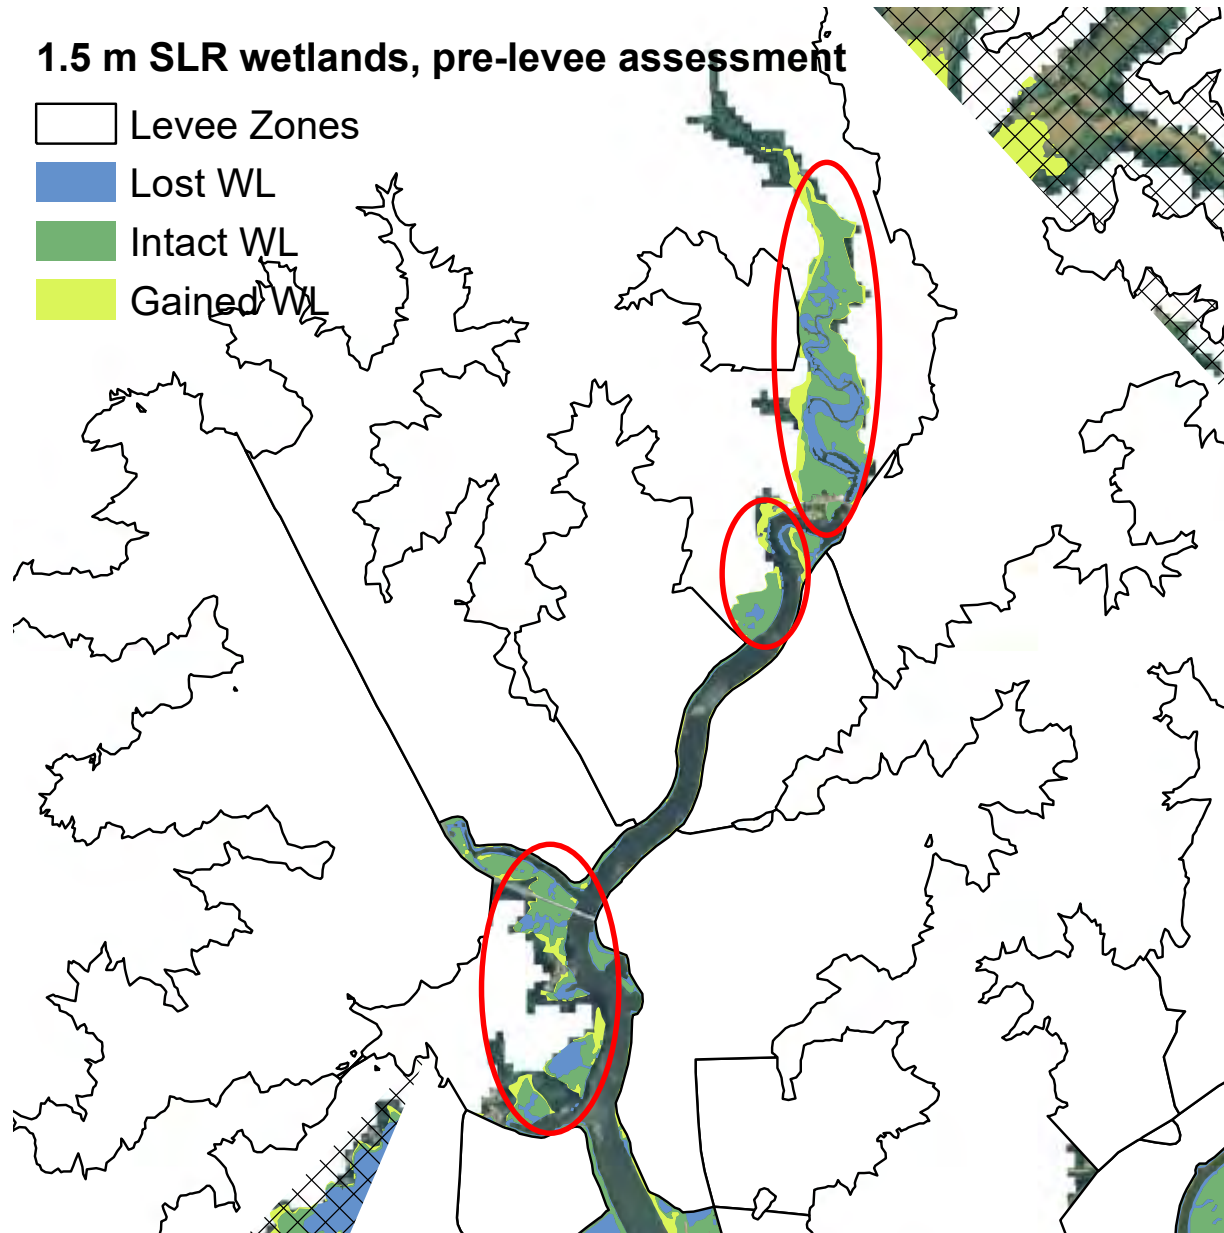 1.5 m SLR wetlands, pre-levee assessment
Levee Zones
Lost WL
Intact WL
Gained WL